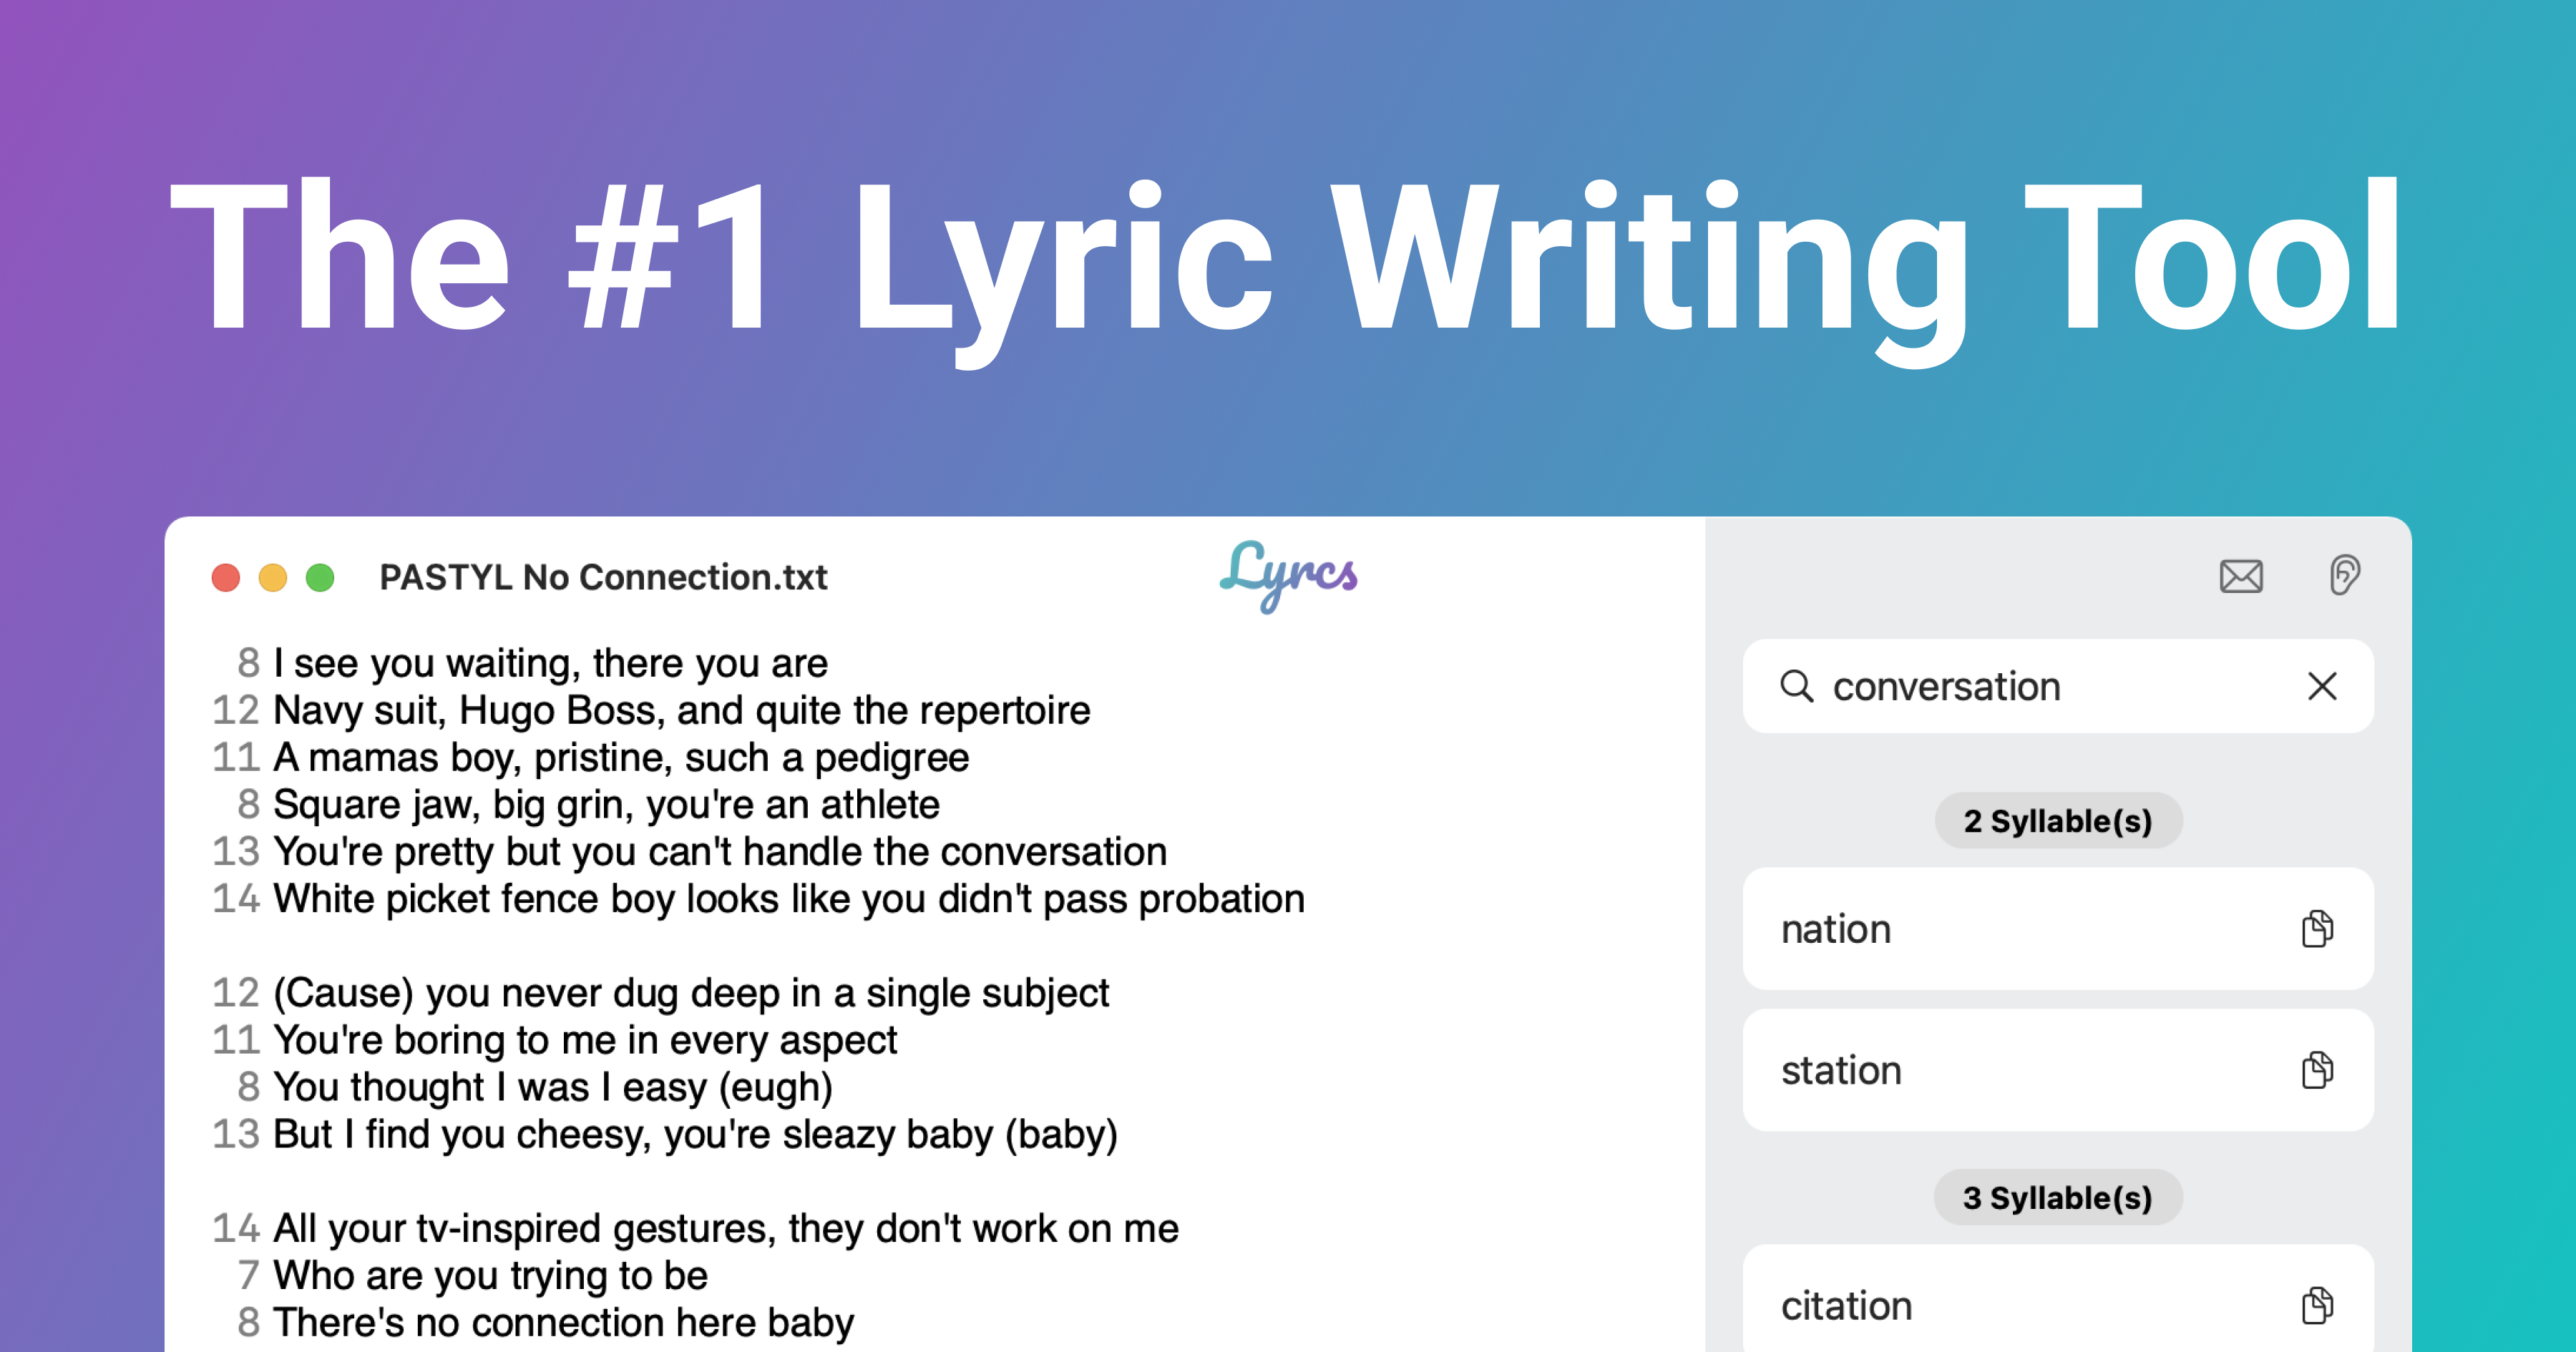 The #1 Lyric Writing Tool
PASTYL No Connection.txt
Lyrcs
8 I see you waiting, there you are
12 Navy suit, Hugo Boss, and quite the repertoire
11 A mamas boy, pristine, such a pedigree
8 Square jaw, big grin, you're an athlete
13 You're pretty but you can't handle the conversation
14 White picket fence boy looks like you didn't pass probation
12 (Cause) you never dug deep in a single subject
11 You're boring to me in every aspect
8 You thought I was I easy (eugh)
13 But I find you cheesy, you're sleazy baby (baby)
14 All your tv-inspired gestures, they don't work on me
7 Who are you trying to be
8 There's no connection here baby
conversation
2 Syllable(s)
nation
station
3 Syllable(s)
citation